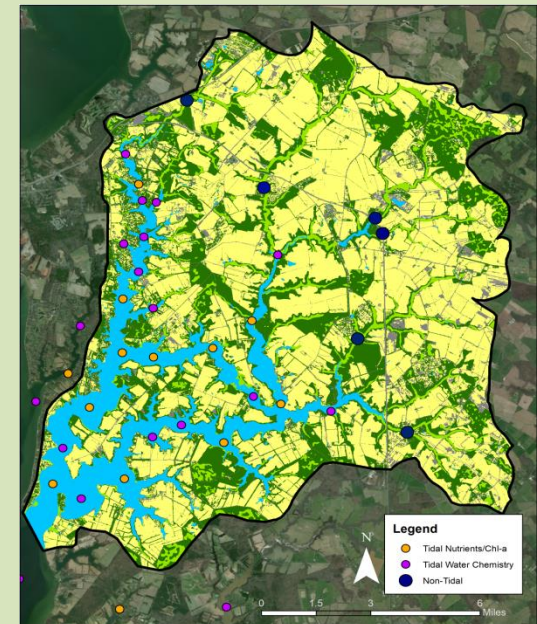 Legend
Tidal Nutrients/Chl-a
Tidal Water Chemistry
Non-Tidal
N
0 1.5 3 6
Miles